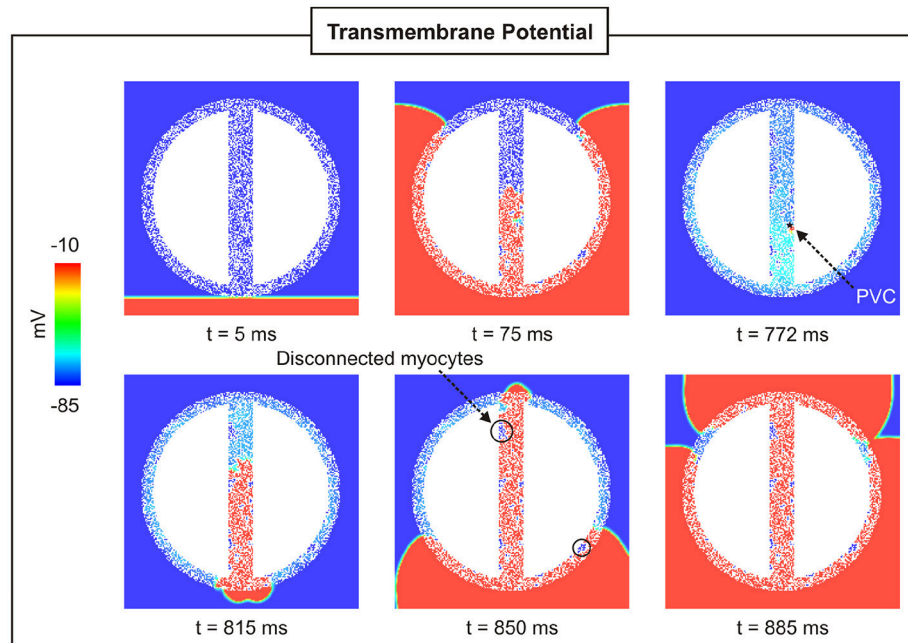 Transmembrane Potential
-10
mV
-85
t = 5 ms
t = 75 ms
PVC
t = 772 ms
Disconnected myocytes
t = 815 ms
t = 850 ms
t = 885 ms